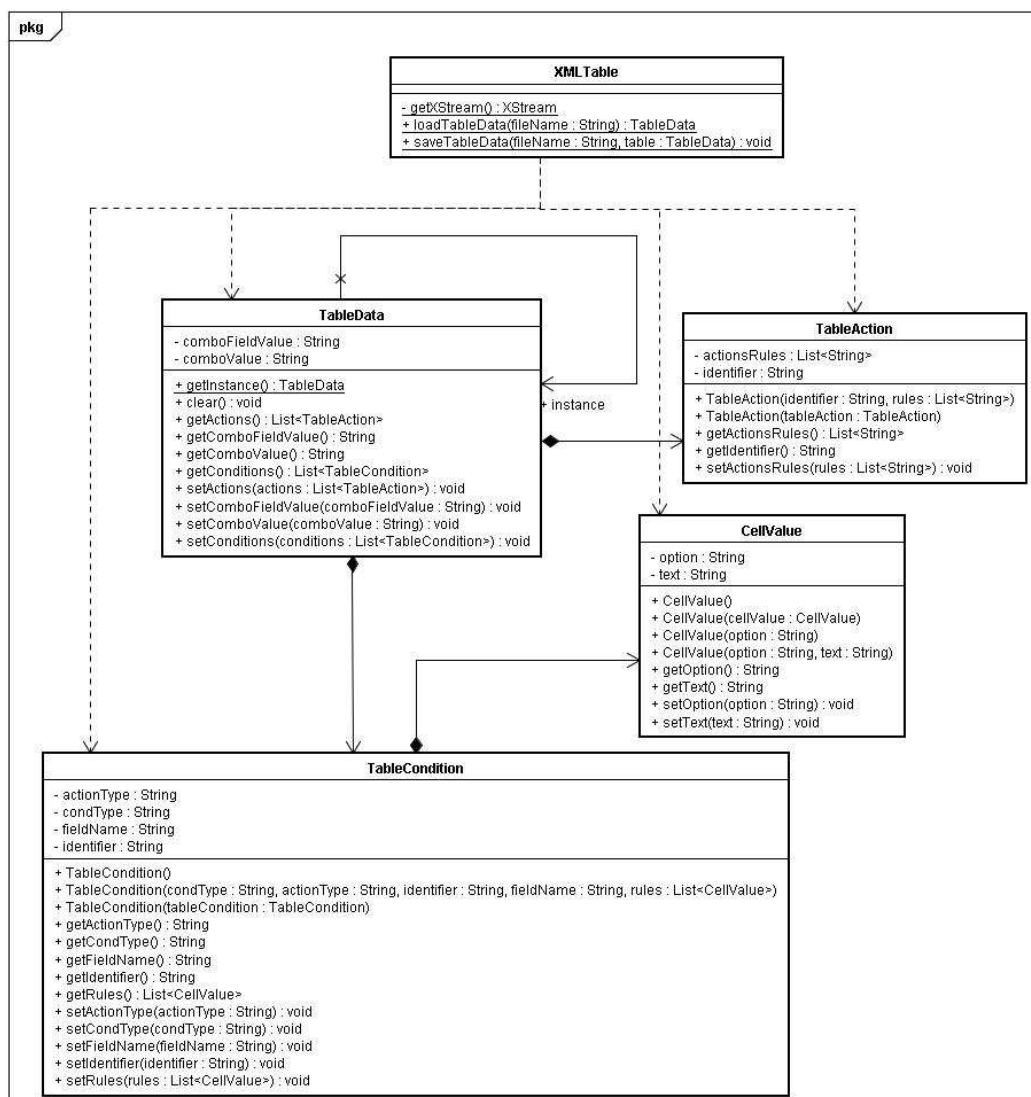 pkg
XMLTable
- getXStream() : XStream
+ loadTableData(fileName : String) : TableData
+ saveTableData(fileName : String, table : TableData) : void
TableData
- comboFieldValue : String
- comboValue : String
+ getInstance() : TableData
+ clear() : void
+ getActions() : List<TableAction>
+ getComboFieldValue() : String
+ getComboValue() : String
+ getConditions() : List<TableCondition>
+ setActions(actions : List<TableAction>) : void
+ setComboFieldValue(comboFieldValue : String) : void
+ setComboValue(comboValue : String) : void
+ setConditions(conditions : List<TableCondition>) : void
+ instance
TableAction
- actionsRules : List<String>
- identifier : String
+ TableAction(identifier : String, rules : List<String>)
+ TableAction(tableAction : TableAction)
+ getActionsRules() : List<String>
+ getIdentifier() : String
+ setActionsRules(rules : List<String>) : void
CellValue
- option : String
- text : String
+ CellValue()
+ CellValue(cellValue : CellValue)
+ CellValue(option : String)
+ CellValue(option : String, text : String)
+ getOption() : String
+ getText() : String
+ setOption(option : String) : void
+ setText(text : String) : void
TableCondition
- actionType : String
- condType : String
- fieldName : String
- identifier : String
+ TableCondition()
+ TableCondition(condType : String, actionType : String, identifier : String, fieldName : String, rules : List<CellValue>)
+ TableCondition(tableCondition : TableCondition)
+ getActionType() : String
+ getCondType() : String
+ getFieldName() : String
+ getIdentifier() : String
+ getRules() : List<CellValue>
+ setActionType(actionType : String) : void
+ setCondType(condType : String) : void
+ setFieldName(fieldName : String) : void
+ setIdentifier(identifier : String) : void
+ setRules(rules : List<CellValue>) : void